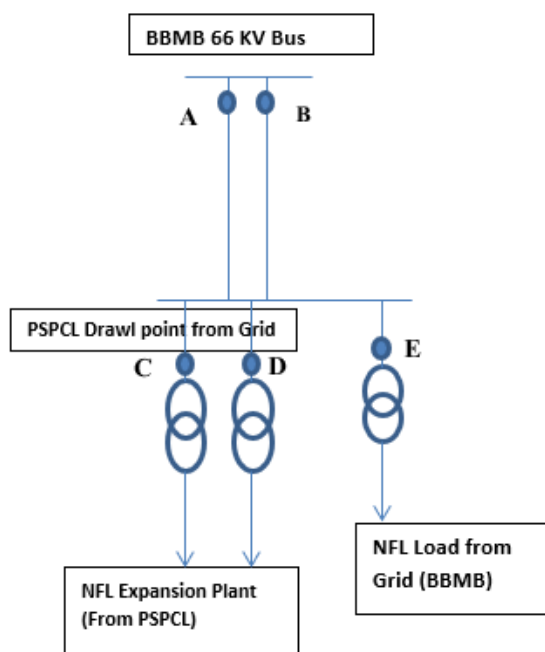 BBMB 66 KV Bus
A
B
PSPCL Drawl point from Grid
C
D
E
NFL Expansion Plant
(From PSPCL)
NFL Load from
Grid (BBMB)